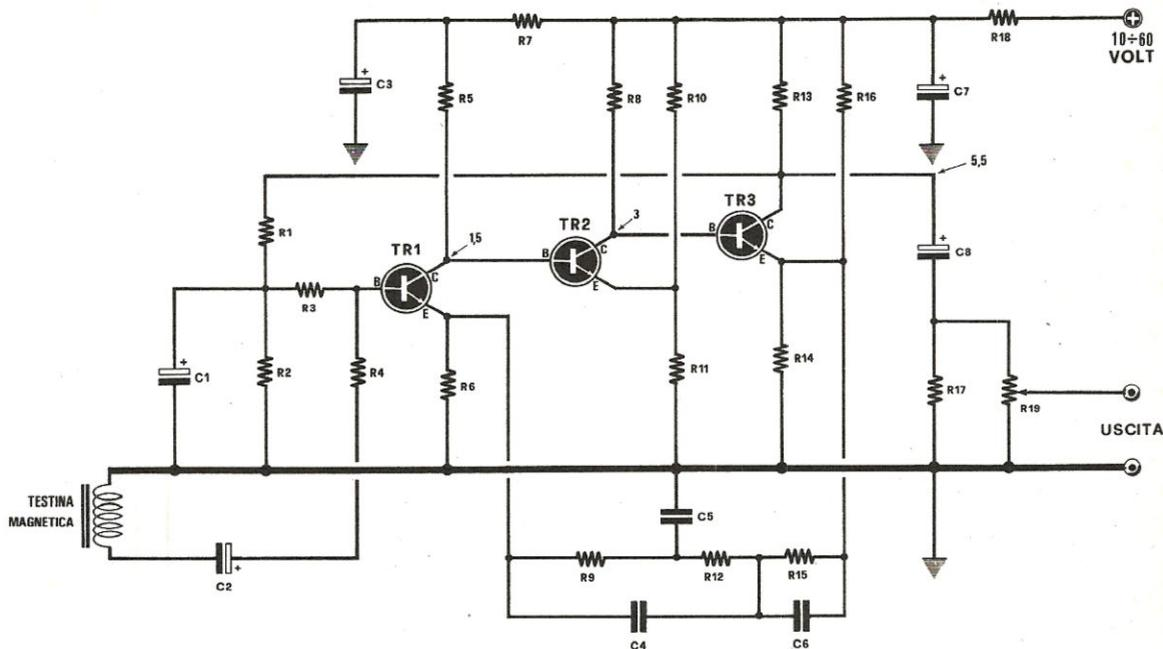 R7
R18
10÷60
VOLT
C3
R5
R8
R10
R13
R16
C7
5,5
R1
TR1
1,5
TR2
3
TR3
B
C
E
B
C
E
B
C
E
C8
R3
C1
R2
R4
R6
R11
R14
R17
R19
USCITA
TESTINA
MAGNETICA
C2
C5
R9
R12
R15
C4
C6